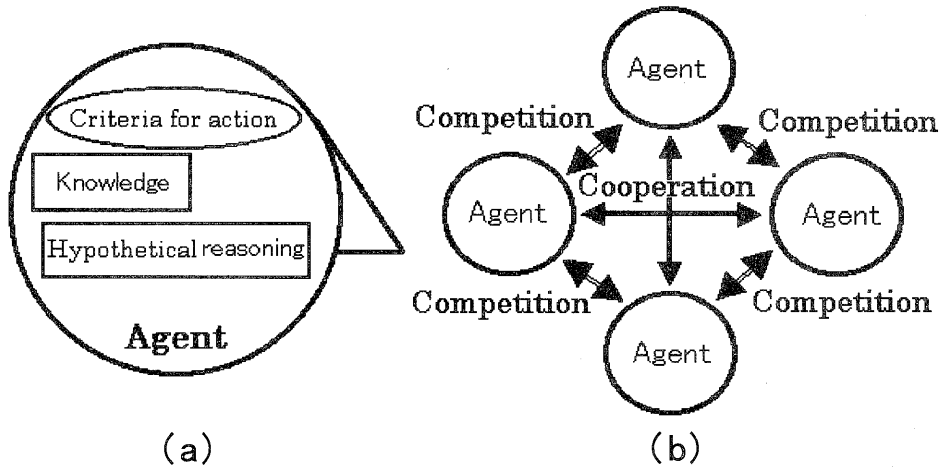 Criteria for action
Knowledge
Hypothetical reasoning
Agent
(a)
Agent
Competition
Competition
Cooperation
Agent
Agent
Competition
Competition
Agent
(b)